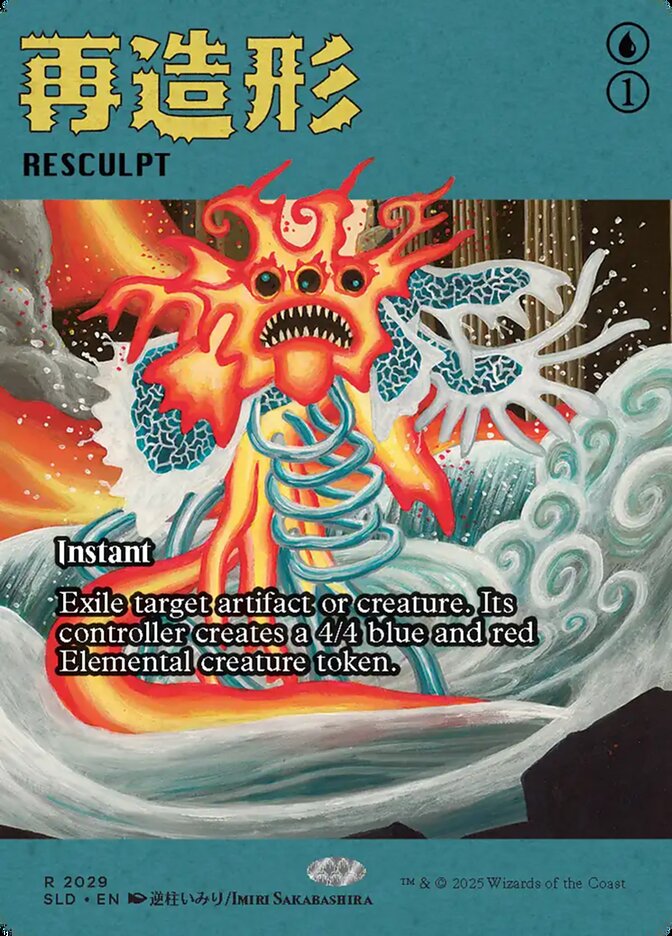 再造形
RESCULPT
1
Instant
Exile target artifact or creature. Its
controller creates a 4/4 blue and red
Elemental creature token.
R 2029
SLD • EN 逆柱いみり/IMIRI SAKABASHIRA
™ & © 2025 Wizards of the Coast